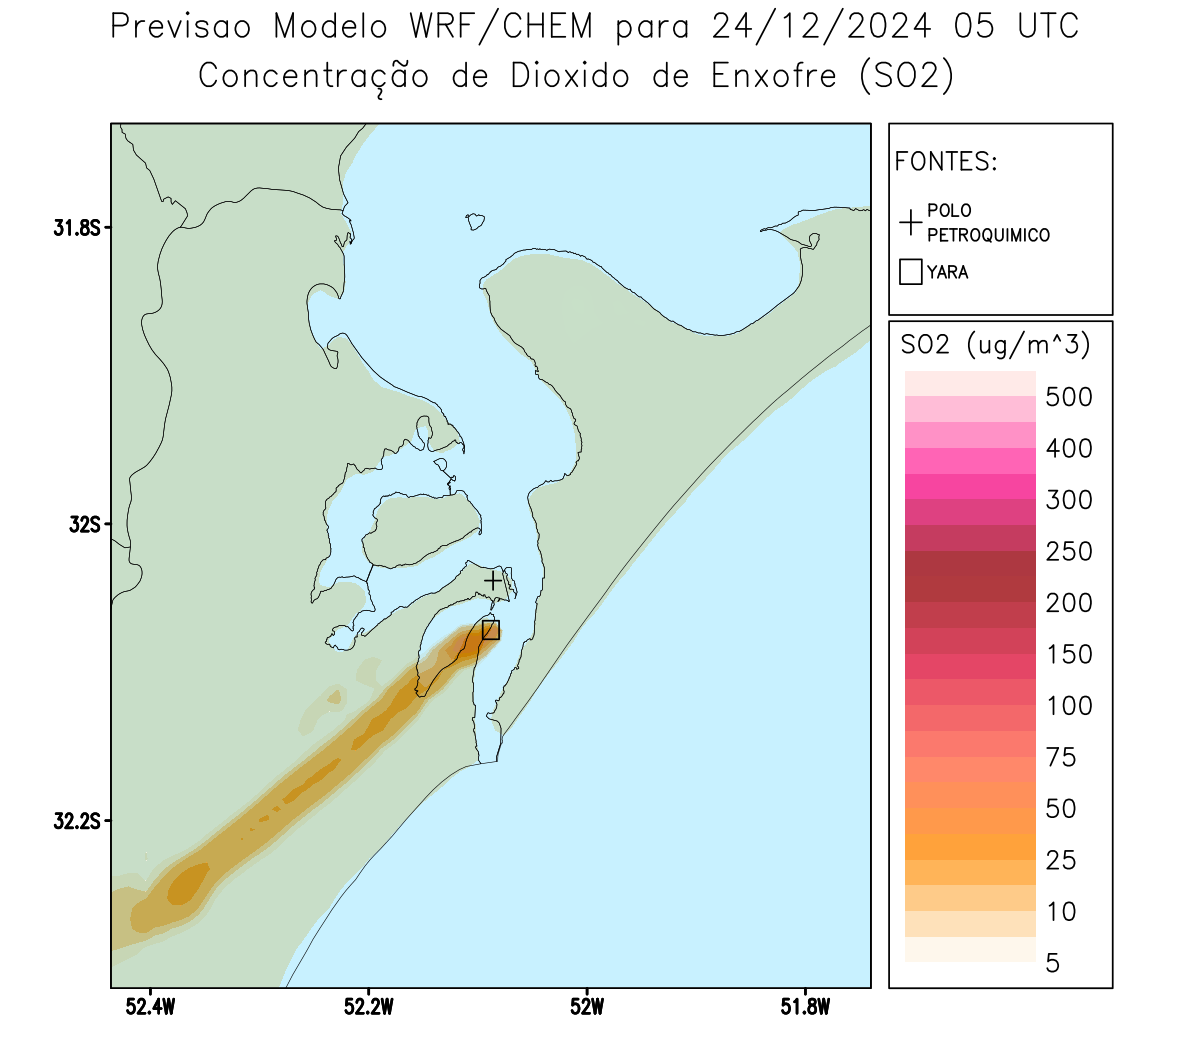 Previsao Modelo WRF/CHEM para 24/12/2024 05 UTC
Concentração de Dioxido de Enxofre (SO2)
FONTES:
POLO
PETROQUIMICO
YARA
31.8S
32S
32.2S
52.4W
52.2W
52W
51.8W
SO2 (ug/m^3)
500
400
300
250
200
150
100
75
50
25
10
5